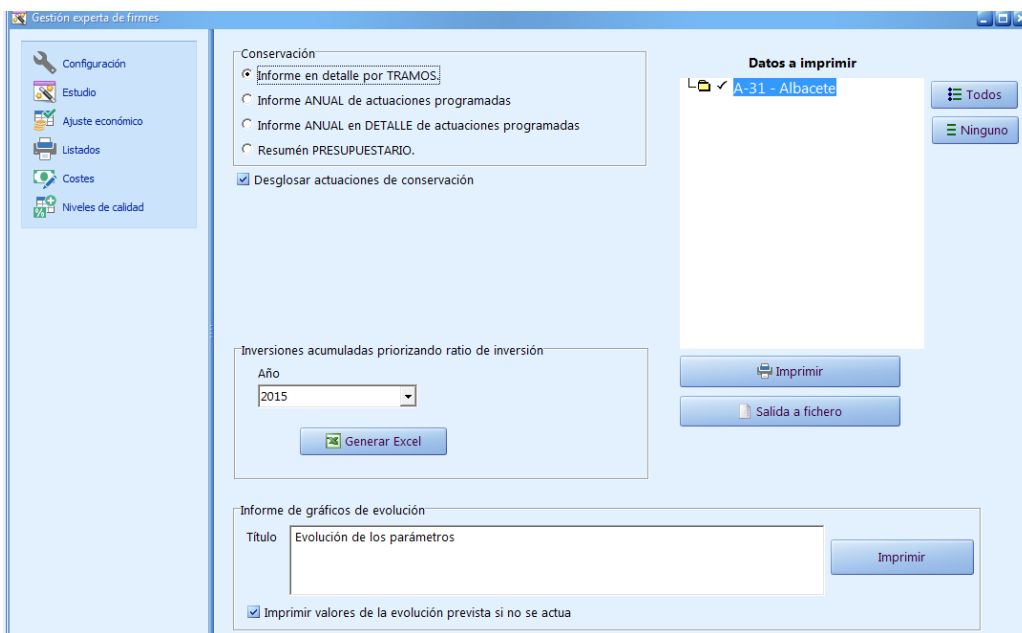 Gestión experta de firmes
Configuración
Estudio
Ajuste económico
Listados
Costes
Niveles de calidad
Conservación
Informe en detalle por TRAMOS.
Informe ANUAL de actuaciones programadas
Informe ANUAL en DETALLE de actuaciones programadas
Resumén PRESUPUESTARIO.
Desglosar actuaciones de conservación
Datos a imprimir
A-31 - Albacete
Todos
Ninguno
Inversiones acumuladas priorizando ratio de inversión
Año
2015
Generar Excel
Imprimir
Salida a fichero
Informe de gráficos de evolución
Título
Evolución de los parámetros
Imprimir
Imprimir valores de la evolución prevista si no se actua